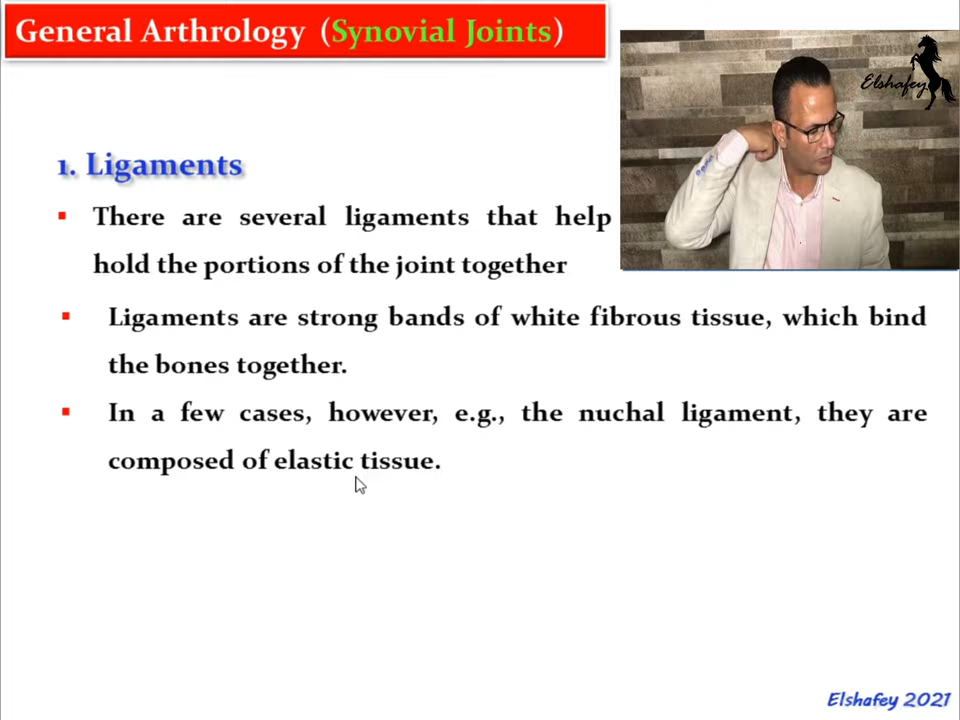 General Arthrology (Synovial Joints)
Elshafey
1. Ligaments
▪ There are several ligaments that help
hold the portions of the joint together
▪ Ligaments are strong bands of white fibrous tissue, which bind
the bones together.
▪ In a few cases, however, e.g., the nuchal ligament, they are
composed of elastic tissue.
Elshafey 2021